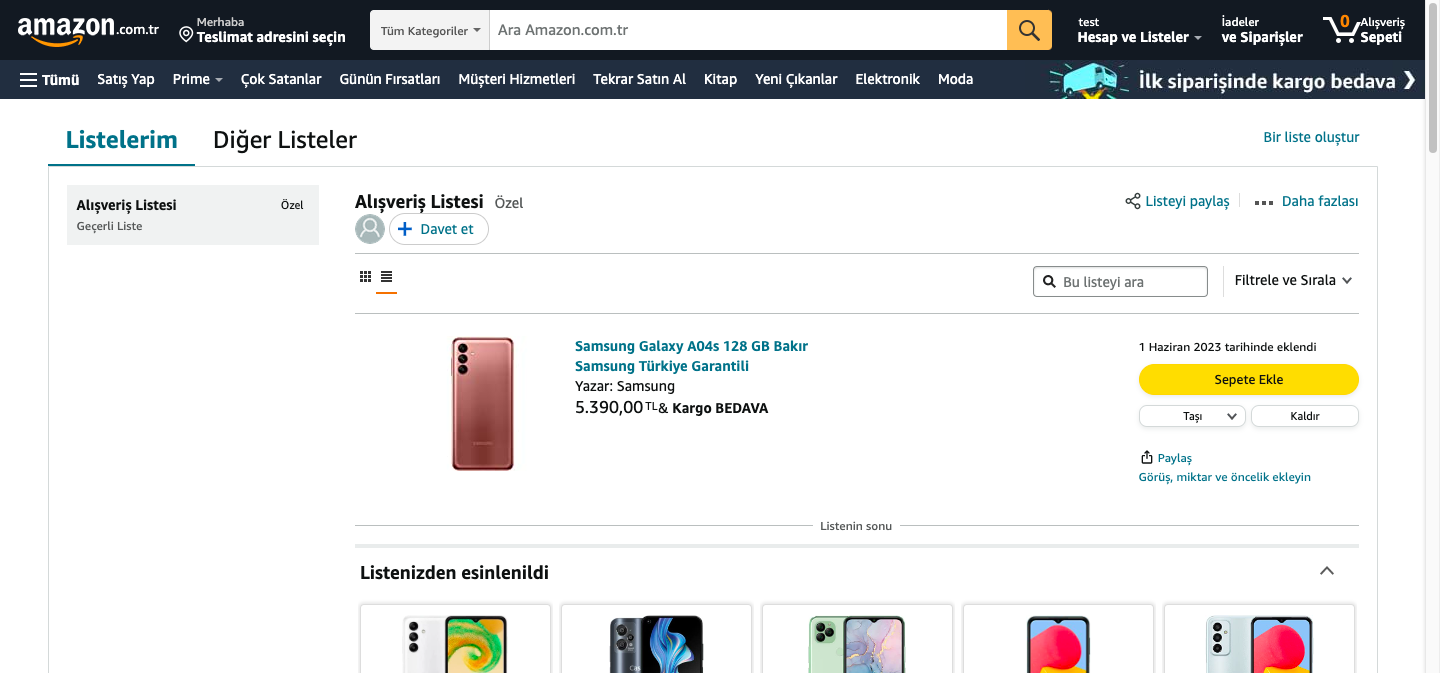 amazon.com.tr
Merhaba
Teslimat adresini seçin
Tüm Kategoriler
Ara Amazon.com.tr
test
Hesap ve Listeler
İadeler
ve Siparişler
0
Alışveriş
Sepeti
Tümü
Satış Yap
Prime
Çok Satanlar
Günün Fırsatları
Müşteri Hizmetleri
Tekrar Satın Al
Kitap
Yeni Çıkanlar
Elektronik
Moda
İlk siparişinde kargo bedava
Listelerim
Diğer Listeler
Bir liste oluştur
Alışveriş Listesi
Özel
Geçerli Liste
Alışveriş Listesi
Özel
Listeyi paylaş
Daha fazlası
Davet et
Bu listeyi ara
Filtrele ve Sırala
Samsung Galaxy A04s 128 GB Bakır
Samsung Türkiye Garantili
Yazar: Samsung
5.390,00TL& Kargo BEDAVA
1 Haziran 2023 tarihinde eklendi
Sepete Ekle
Taşı
Kaldır
Paylaş
Görüş, miktar ve öncelik ekleyin
Listenin sonu
Listenizden esinlenildi